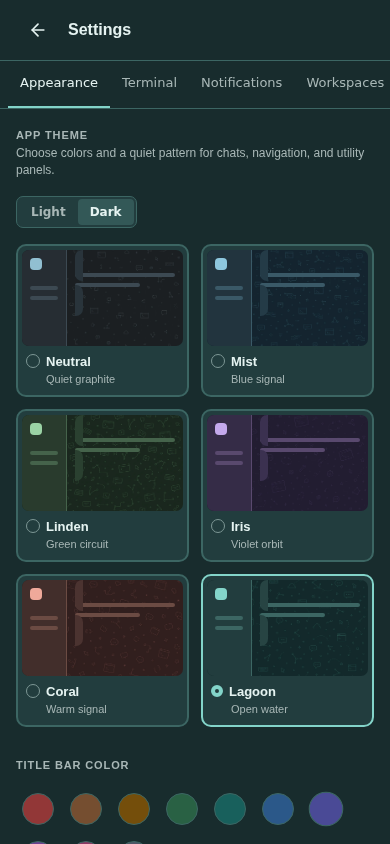 Settings
Appearance Terminal Notifications Workspaces
APP THEME
Choose colors and a quiet pattern for chats, navigation, and utility
panels.
Light Dark
Neutral
Quiet graphite
Mist
Blue signal
Linden
Green circuit
Iris
Violet orbit
Coral
Warm signal
Lagoon
Open water
TITLE BAR COLOR